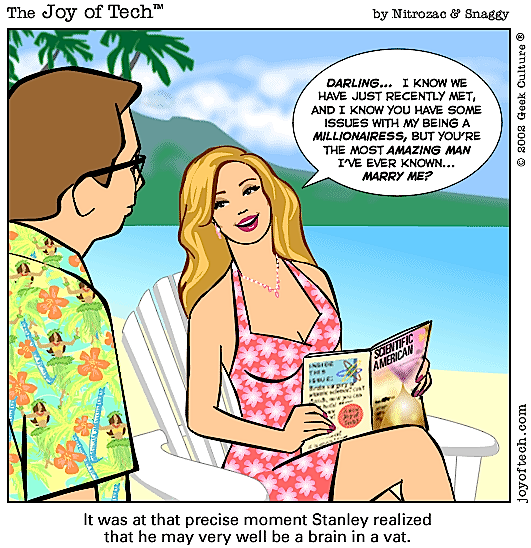 The Joy of Tech™
by Nitrozac & Snaggy
DARLING... I KNOW WE
HAVE JUST RECENTLY MET,
AND I KNOW YOU HAVE SOME
ISSUES WITH MY BEING A
MILLIONAIRESS, BUT YOU'RE
THE MOST AMAZING MAN
I'VE EVER KNOWN...
MARRY ME?
© 2002 Geek Culture®
INSIDE
THIS
ISSUE:
SCIENTIFIC
AMERICAN
joyoftech.com
It was at that precise moment Stanley realized
that he may very well be a brain in a vat.